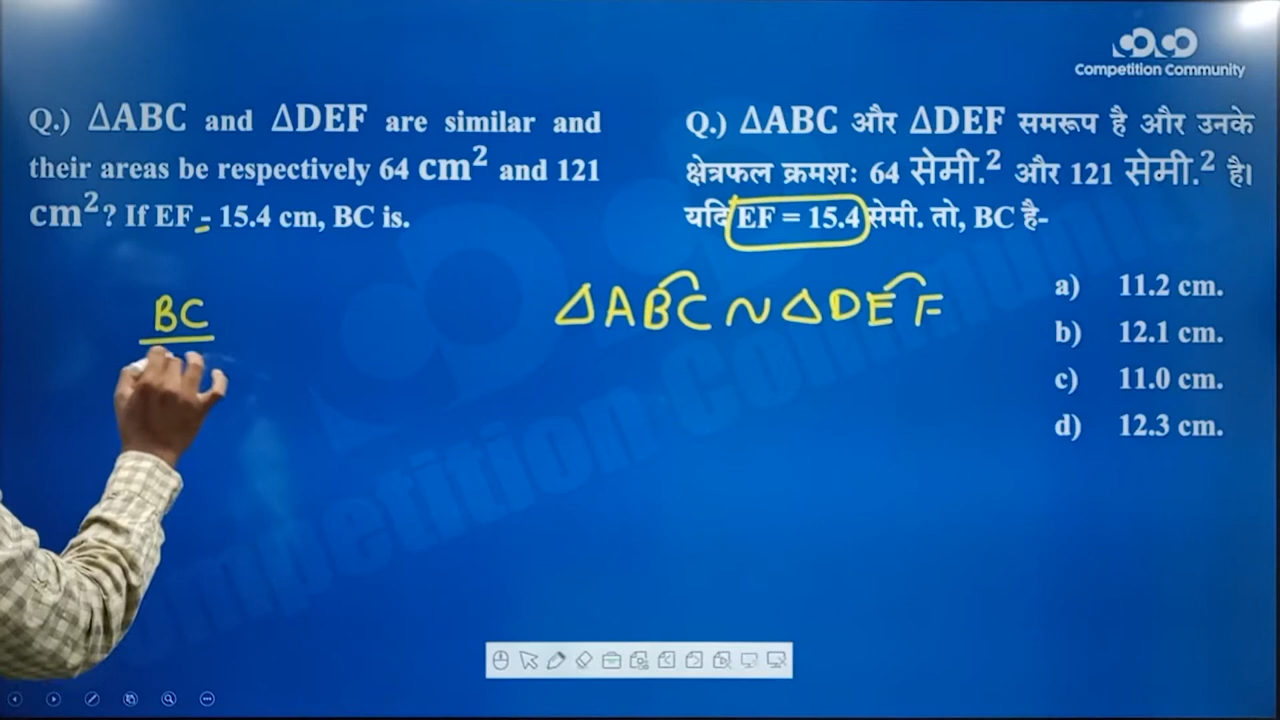 Competition Community
Q.) ΔABC and ΔDEF are similar and
their areas be respectively 64 cm² and 121
cm²? If EF - 15.4 cm, BC is.
Q.) ΔABC और ΔDEF समरूप है और उनके
क्षेत्रफल क्रमशः 64 सेमी.² और 121 सेमी.² है।
यदि EF = 15.4 सेमी. तो, BC है-
BC
ΔABC ~ ΔDEF
a) 11.2 cm.
b) 12.1 cm.
c) 11.0 cm.
d) 12.3 cm.
Competition Community